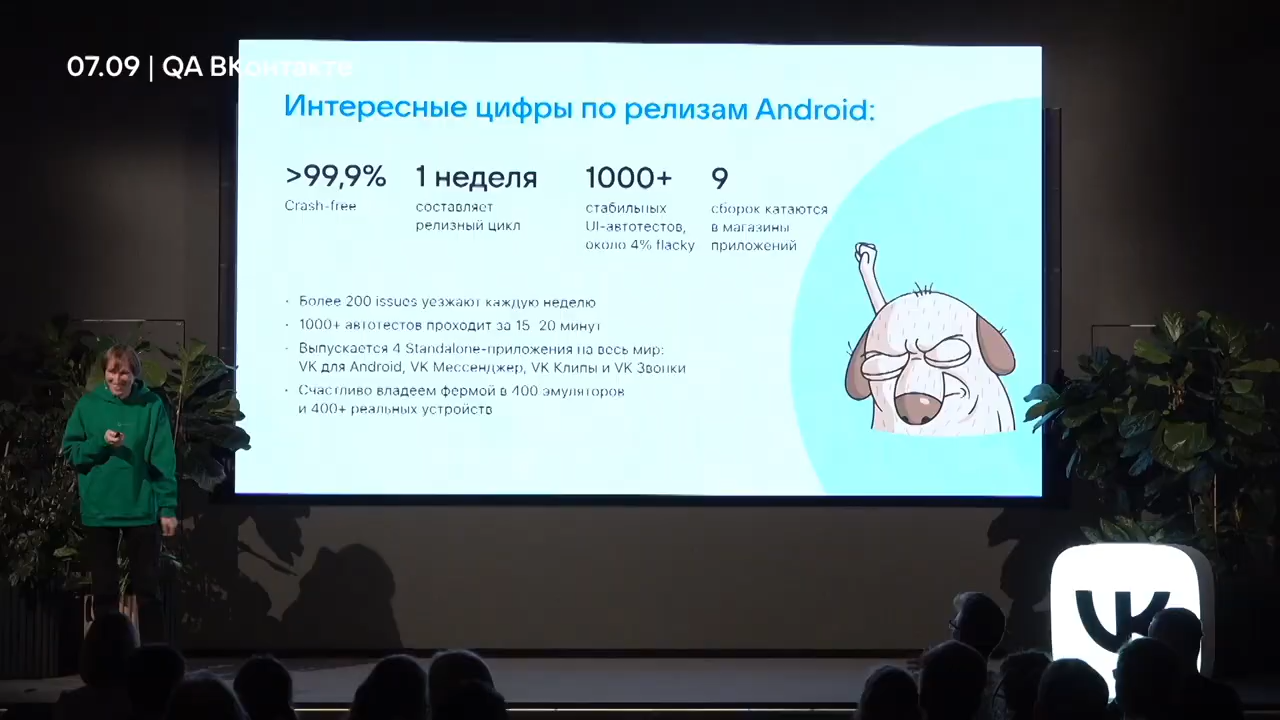 07.09 | QA ВКонтакте
Интересные цифры по релизам Android:
>99,9%
Crash-free
1 неделя
составляет
релизный цикл
1000+
стабильных
UI-автотестов,
около 4% flacky
9
сборок катаются
в магазины
приложений
· Более 200 issues уезжают каждую неделю
· 1000+ автотестов проходит за 15-20 минут
· Выпускается 4 Standalone-приложения на весь мир:
VK для Android, VK Мессенджер, VK Клипы и VK Звонки
· Счастливо владеем фермой в 400 эмуляторов
и 400+ реальных устройств
VK